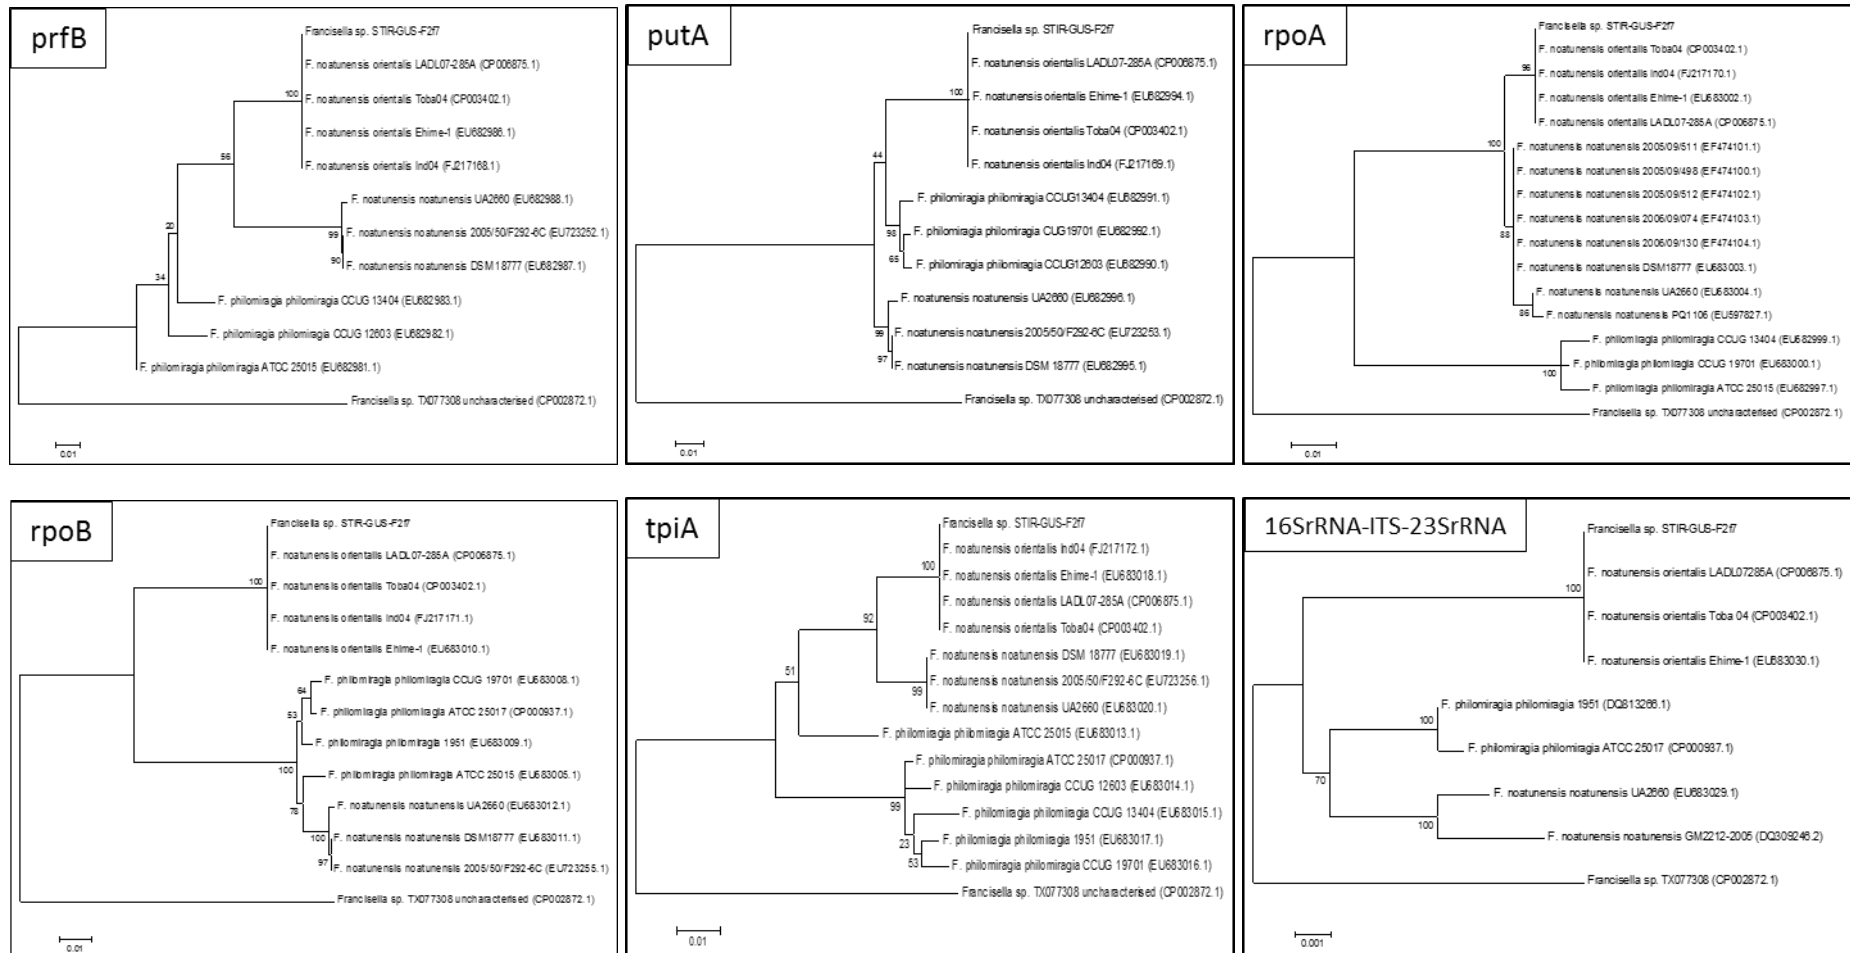 prfB
Francisella sp. STIR-GUS-F2f7
F. noatunensis orientalis LADL07-285A (CP006875.1)
100
F. noatunensis orientalis Toba04 (CP003402.1)
F. noatunensis orientalis Ehime-1 (EU682986.1)
56
F. noatunensis orientalis Ind04 (FJ217168.1)
F. noatunensis noatunensis UA2660 (EU682988.1)
20
99
F. noatunensis noatunensis 2005/50/F292-6C (EU723252.1)
90
F. noatunensis noatunensis DSM 18777 (EU682987.1)
34
F. philomiragia philomiragia CCUG 13404 (EU682983.1)
F. philomiragia philomiragia CCUG 12603 (EU682982.1)
F. philomiragia philomiragia ATCC 25015 (EU682981.1)
Francisella sp. TX077308 uncharacterised (CP002872.1)
0.01
putA
Francisella sp. STIR-GUS-F2f7
F. noatunensis orientalis LADL07-285A (CP006875.1)
100
F. noatunensis orientalis Ehime-1 (EU682994.1)
F. noatunensis orientalis Toba04 (CP003402.1)
44
F. noatunensis orientalis Ind04 (FJ217169.1)
F. philomiragia philomiragia CCUG13404 (EU682991.1)
98
F. philomiragia philomiragia CUG19701 (EU682992.1)
65
F. philomiragia philomiragia CCUG12603 (EU682990.1)
F. noatunensis noatunensis UA2660 (EU682996.1)
99
F. noatunensis noatunensis 2005/50/F292-6C (EU723253.1)
97
F. noatunensis noatunensis DSM 18777 (EU682995.1)
Francisella sp. TX077308 uncharacterised (CP002872.1)
0.01
rpoA
Francisella sp. STIR-GUS-F2f7
F. noatunensis orientalis Toba04 (CP003402.1)
96
F. noatunensis orientalis Ind04 (FJ217170.1)
F. noatunensis orientalis Ehime-1 (EU683002.1)
F. noatunensis orientalis LADL07-285A (CP006875.1)
100
F. noatunensis noatunensis 2005/09/511 (EF474101.1)
F. noatunensis noatunensis 2005/09/498 (EF474100.1)
F. noatunensis noatunensis 2005/09/512 (EF474102.1)
F. noatunensis noatunensis 2006/09/074 (EF474103.1)
88
F. noatunensis noatunensis 2006/09/130 (EF474104.1)
F. noatunensis noatunensis DSM18777 (EU683003.1)
F. noatunensis noatunensis UA2660 (EU683004.1)
86
F. noatunensis noatunensis PQ1106 (EU597827.1)
F. philomiragia philomiragia CCUG 13404 (EU682999.1)
F. philomiragia philomiragia CCUG 19701 (EU683000.1)
100
F. philomiragia philomiragia ATCC 25015 (EU682997.1)
Francisella sp. TX077308 uncharacterised (CP002872.1)
0.01
rpoB
Francisella sp. STIR-GUS-F2f7
F. noatunensis orientalis LADL07-285A (CP006875.1)
100
F. noatunensis orientalis Toba04 (CP003402.1)
F. noatunensis orientalis Ind04 (FJ217171.1)
F. noatunensis orientalis Ehime-1 (EU683010.1)
F. philomiragia philomiragia CCUG 19701 (EU683008.1)
64
53
F. philomiragia philomiragia ATCC 25017 (CP000937.1)
F. philomiragia philomiragia 1951 (EU683009.1)
100
F. philomiragia philomiragia ATCC 25015 (EU683005.1)
78
F. noatunensis noatunensis UA2660 (EU683012.1)
100
F. noatunensis noatunensis DSM18777 (EU683011.1)
97
F. noatunensis noatunensis 2005/50/F292-6C (EU723255.1)
Francisella sp. TX077308 uncharacterised (CP002872.1)
0.01
tpiA
Francisella sp. STIR-GUS-F2f7
F. noatunensis orientalis Ind04 (FJ217172.1)
100
F. noatunensis orientalis Ehime-1 (EU683018.1)
F. noatunensis orientalis LADL07-285A (CP006875.1)
92
F. noatunensis orientalis Toba04 (CP003402.1)
F. noatunensis noatunensis DSM 18777 (EU683019.1)
51
F. noatunensis noatunensis 2005/50/F292-6C (EU723256.1)
99
F. noatunensis noatunensis UA2660 (EU683020.1)
F. philomiragia philomiragia ATCC 25015 (EU683013.1)
F. philomiragia philomiragia ATCC 25017 (CP000937.1)
F. philomiragia philomiragia CCUG 12603 (EU683014.1)
99
F. philomiragia philomiragia CCUG 13404 (EU683015.1)
23
F. philomiragia philomiragia 1951 (EU683017.1)
53
F. philomiragia philomiragia CCUG 19701 (EU683016.1)
Francisella sp. TX077308 uncharacterised (CP002872.1)
0.01
16SrRNA-ITS-23SrRNA
Francisella sp. STIR-GUS-F2f7
F. noatunensis orientalis LADL07285A (CP006875.1)
100
F. noatunensis orientalis Toba 04 (CP003402.1)
F. noatunensis orientalis Ehime-1 (EU683030.1)
F. philomiragia philomiragia 1951 (DQ813266.1)
100
F. philomiragia philomiragia ATCC 25017 (CP000937.1)
70
F. noatunensis noatunensis UA2660 (EU683029.1)
100
F. noatunensis noatunensis GM2212-2005 (DQ309246.2)
Francisella sp. TX077308 (CP002872.1)
0.001